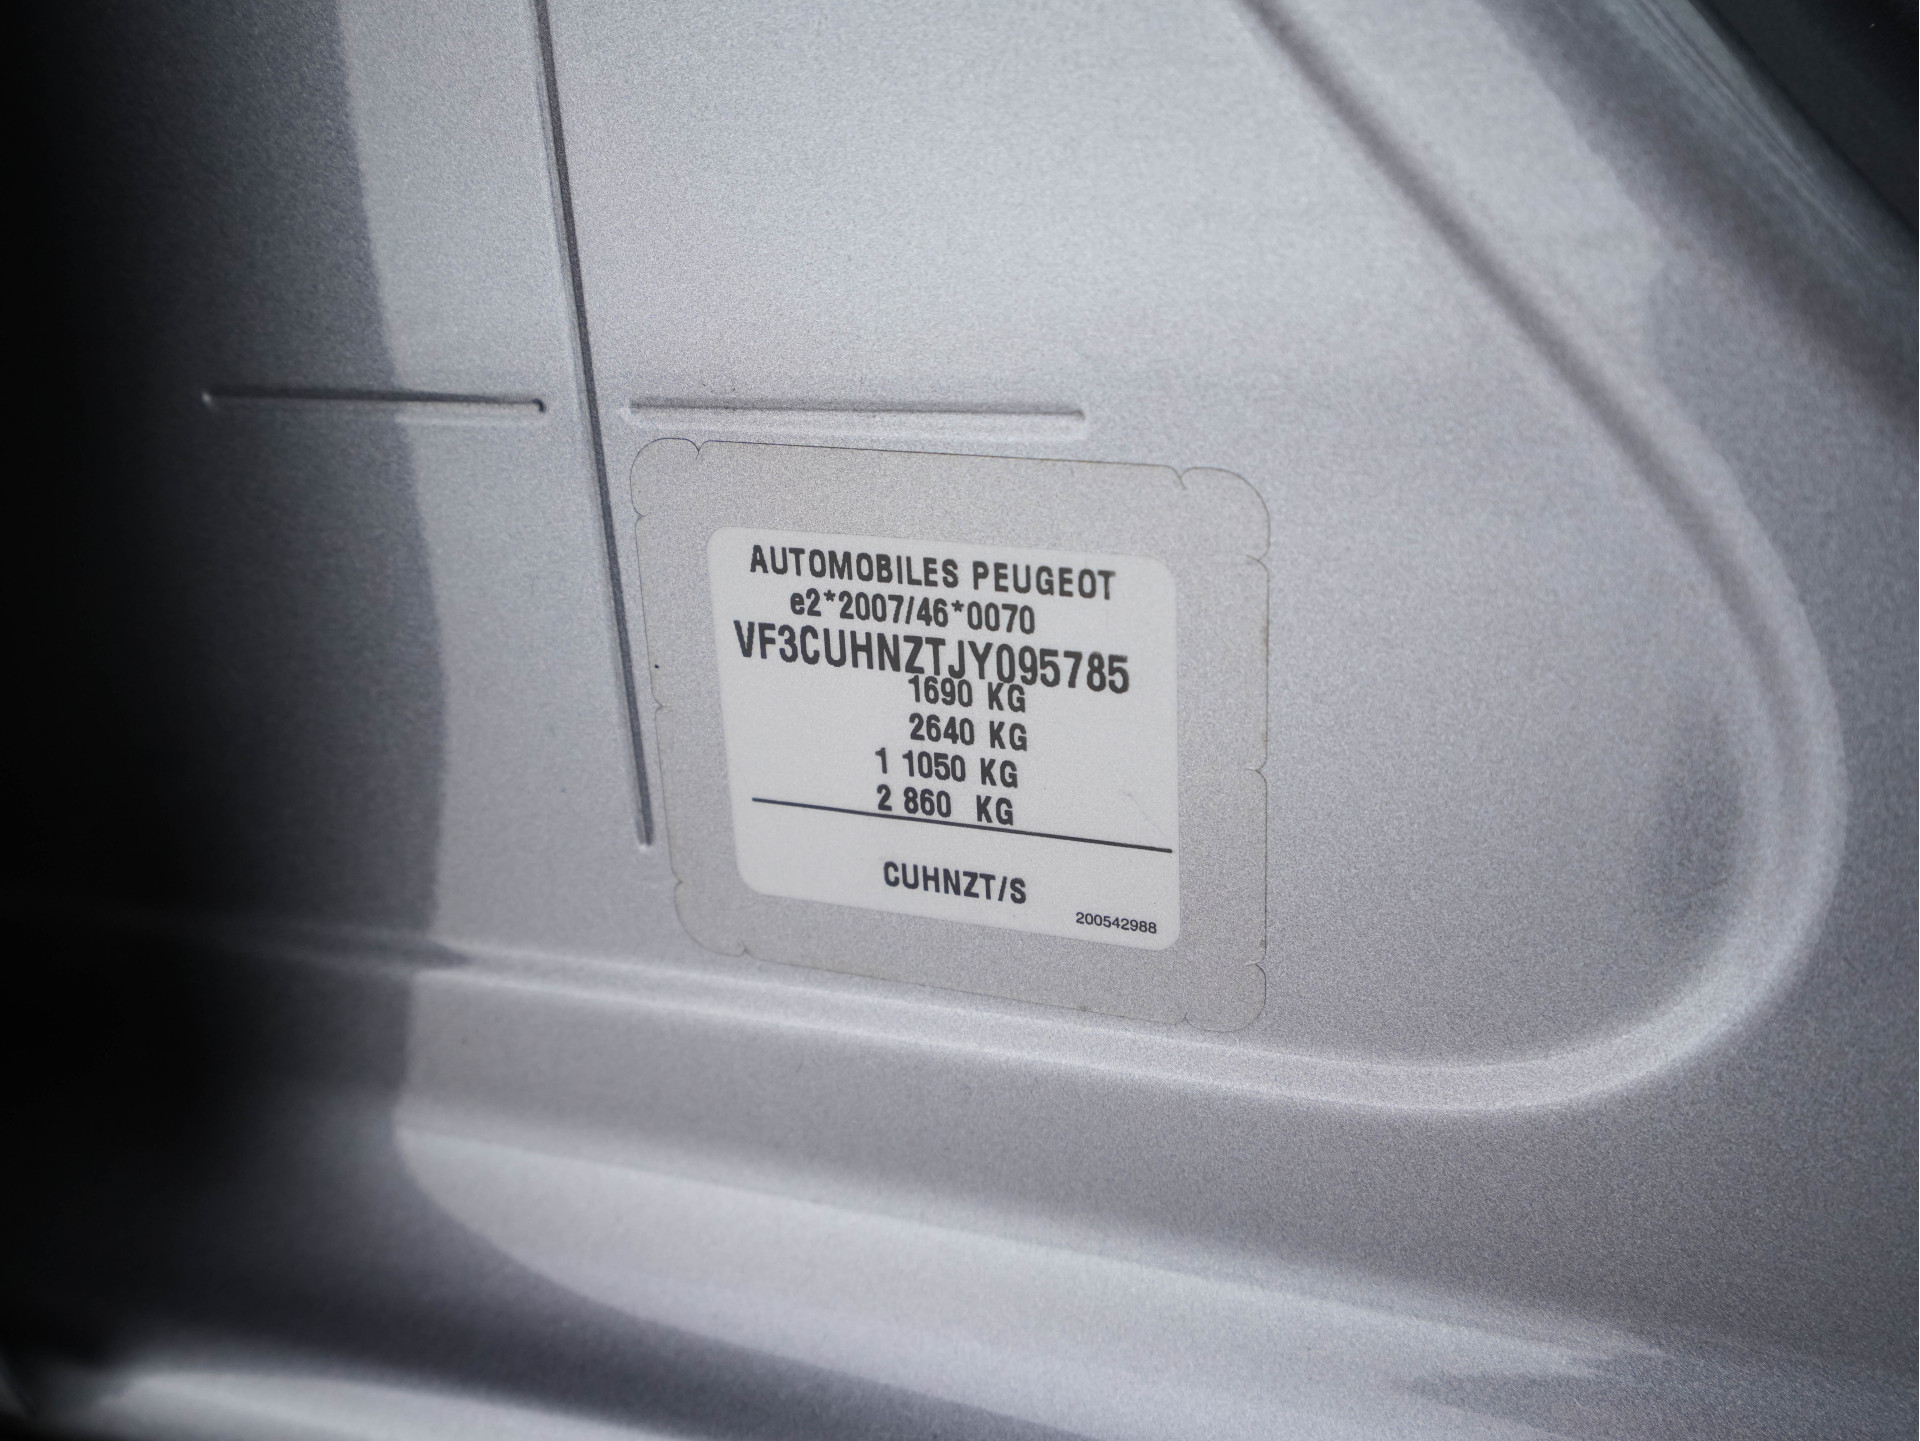 AUTOMOBILES PEUGEOT
e2*2007/46*0070
VF3CUHNZTJY095785
1690 KG
2640 KG
1 1050 KG
2 860 KG
CUHNZT/S
200542988